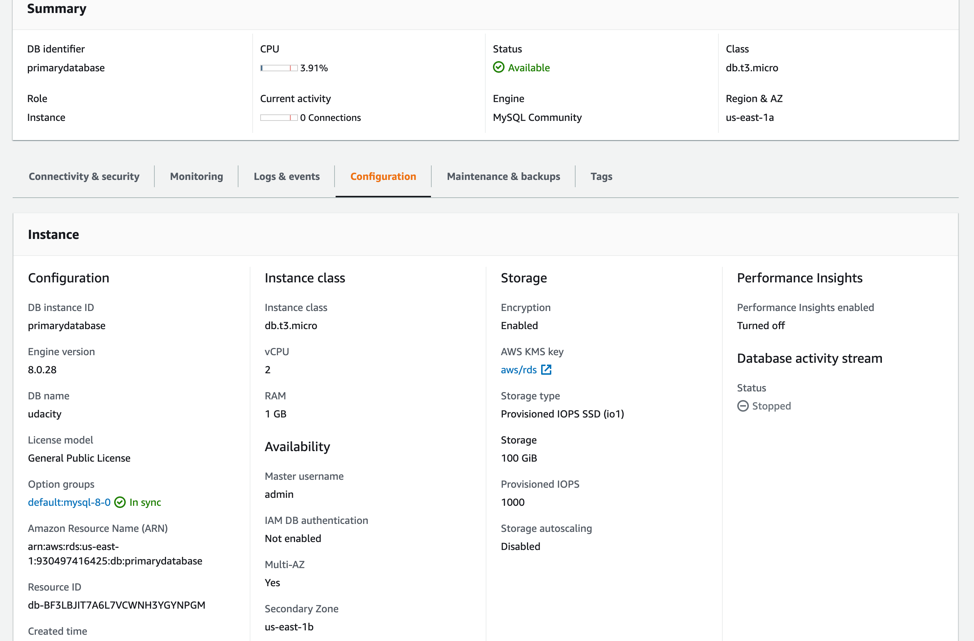 Summary
DB identifier
primarydatabase
CPU
3.91%
Status
Available
Class
db.t3.micro
Role
Instance
Current activity
0 Connections
Engine
MySQL Community
Region & AZ
us-east-1a
Connectivity & security
Monitoring
Logs & events
Configuration
Maintenance & backups
Tags
Instance
Configuration
DB instance ID
primarydatabase
Engine version
8.0.28
DB name
udacity
License model
General Public License
Option groups
default:mysql-8-0 In sync
Amazon Resource Name (ARN)
arn:aws:rds:us-east-
1:930497416425:db:primarydatabase
Resource ID
db-BF3LBJIT7A6L7VCWNH3YGYNPGM
Created time
Instance class
Instance class
db.t3.micro
vCPU
2
RAM
1 GB
Availability
Master username
admin
IAM DB authentication
Not enabled
Multi-AZ
Yes
Secondary Zone
us-east-1b
Storage
Encryption
Enabled
AWS KMS key
aws/rds
Storage type
Provisioned IOPS SSD (io1)
Storage
100 GiB
Provisioned IOPS
1000
Storage autoscaling
Disabled
Performance Insights
Performance Insights enabled
Turned off
Database activity stream
Status
Stopped